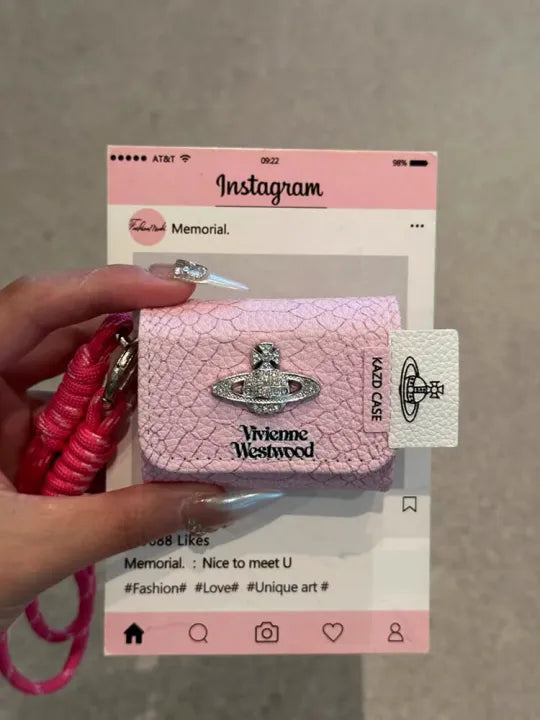 AT&T
09:22
98%
Instagram
Memorial.
KAZD CASE
Vivienne
Westwood
88 Likes
Memorial. : Nice to meet U
#Fashion# #Love# #Unique art #